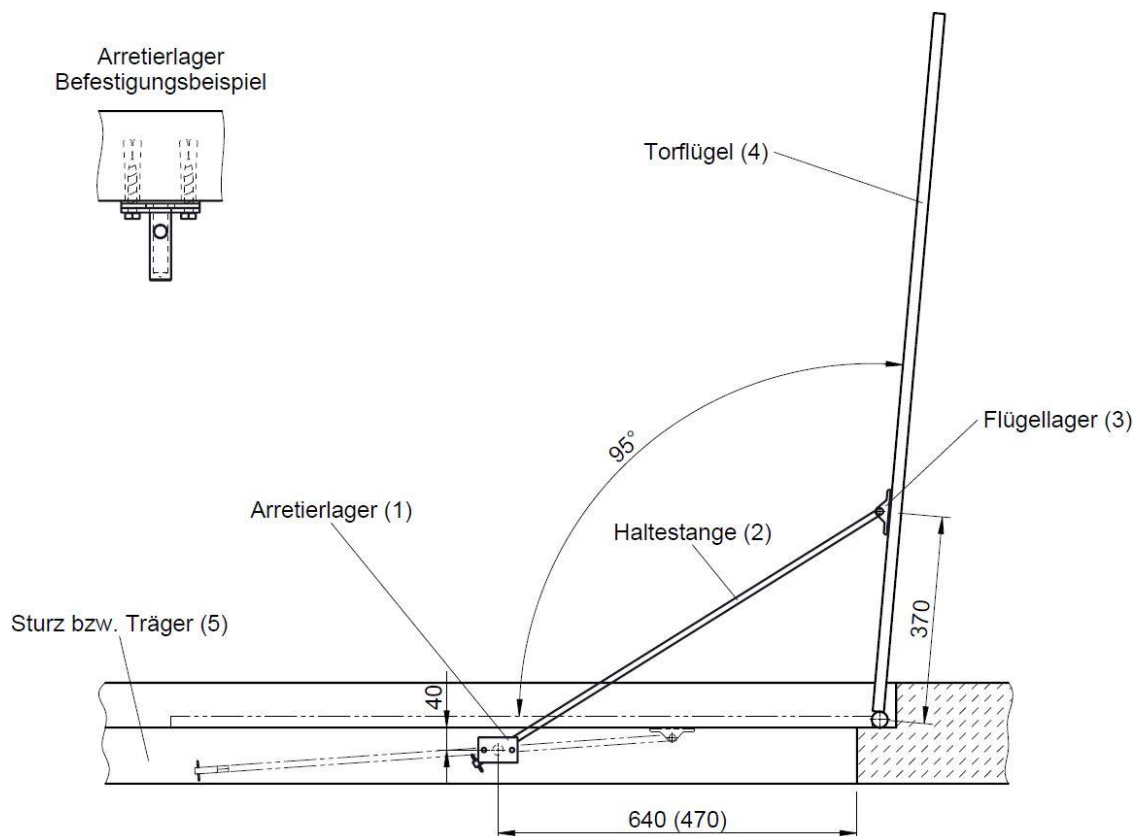 Arretierlager
Befestigungsbeispiel
Torflügel (4)
Flügellager (3)
95°
Arretierlager (1)
Haltestange (2)
370
Sturz bzw. Träger (5)
40
640 (470)